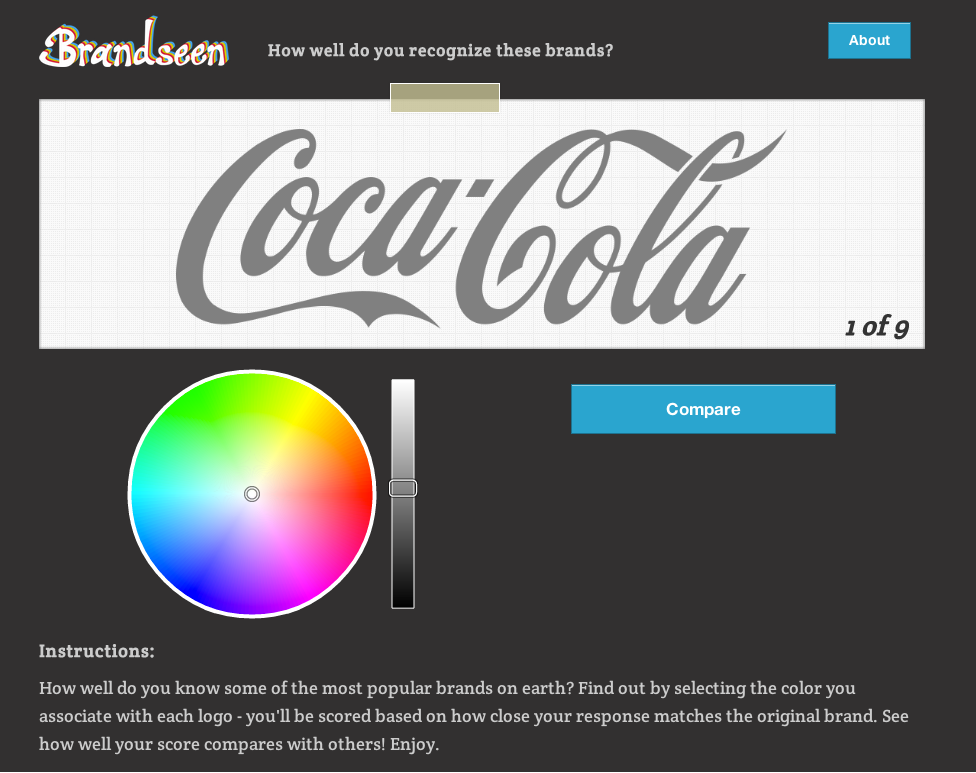 Brandseen
How well do you recognize these brands?
About
Coca-Cola
1 of 9
Compare
Instructions:
How well do you know some of the most popular brands on earth? Find out by selecting the color you
associate with each logo - you'll be scored based on how close your response matches the original brand. See
how well your score compares with others! Enjoy.